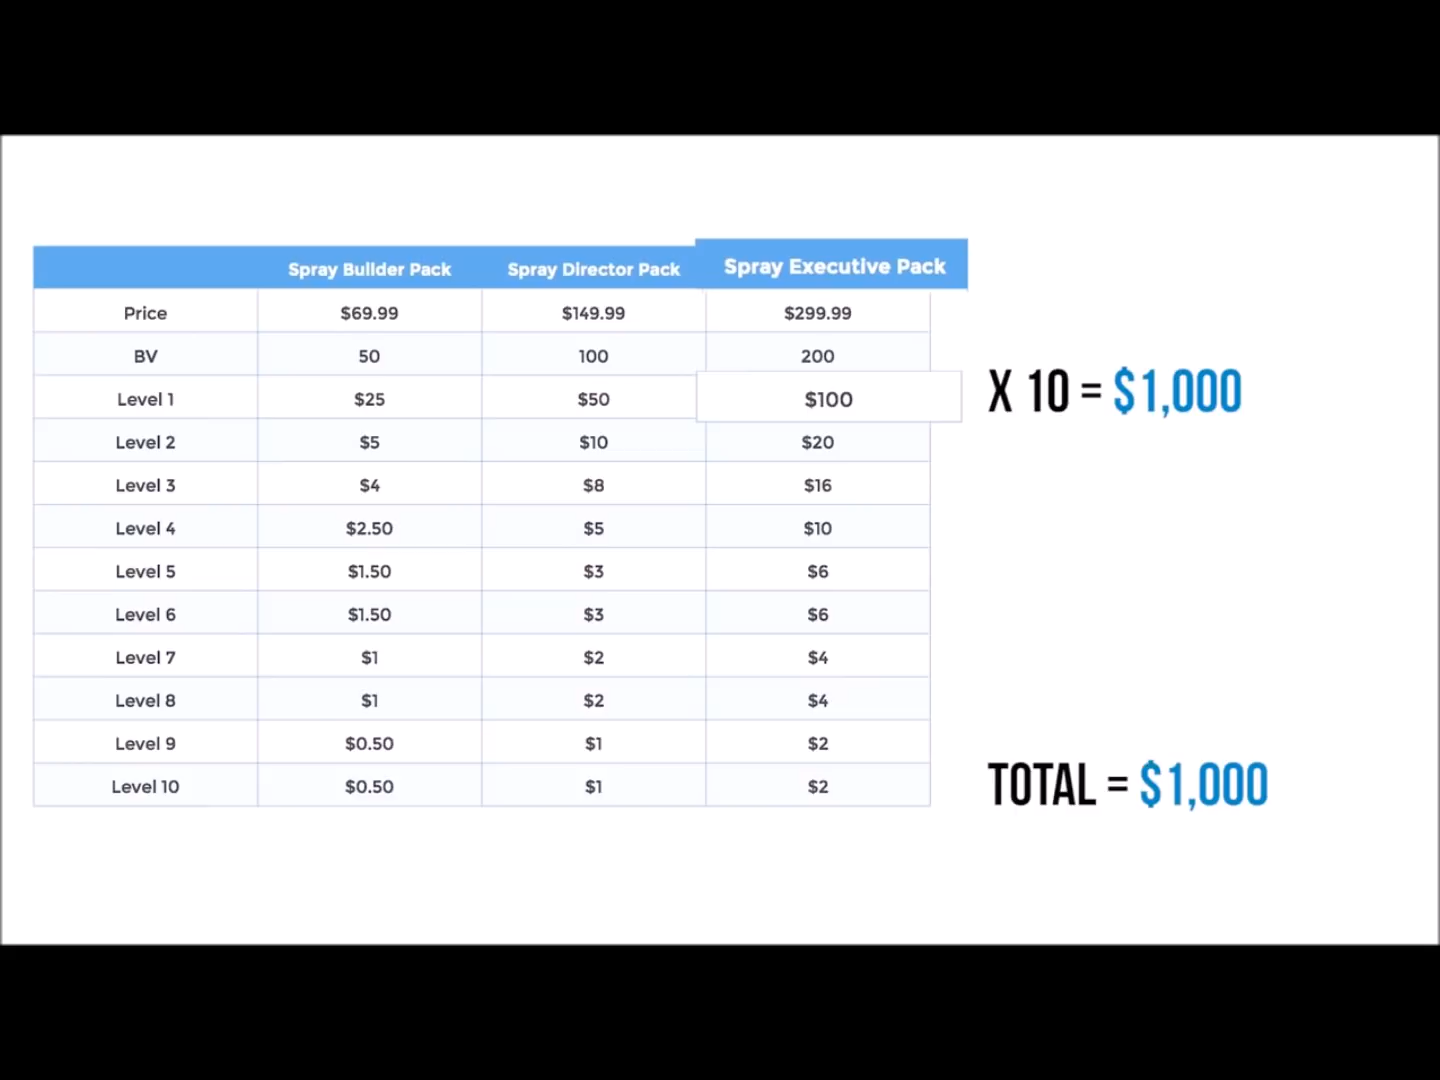 Spray Builder Pack Spray Director Pack Spray Executive Pack
Price $69.99 $149.99 $299.99
BV 50 100 200
Level 1 $25 $50 $100 X 10 = $1,000
Level 2 $5 $10 $20
Level 3 $4 $8 $16
Level 4 $2.50 $5 $10
Level 5 $1.50 $3 $6
Level 6 $1.50 $3 $6
Level 7 $1 $2 $4
Level 8 $1 $2 $4
Level 9 $0.50 $1 $2
Level 10 $0.50 $1 $2 TOTAL = $1,000